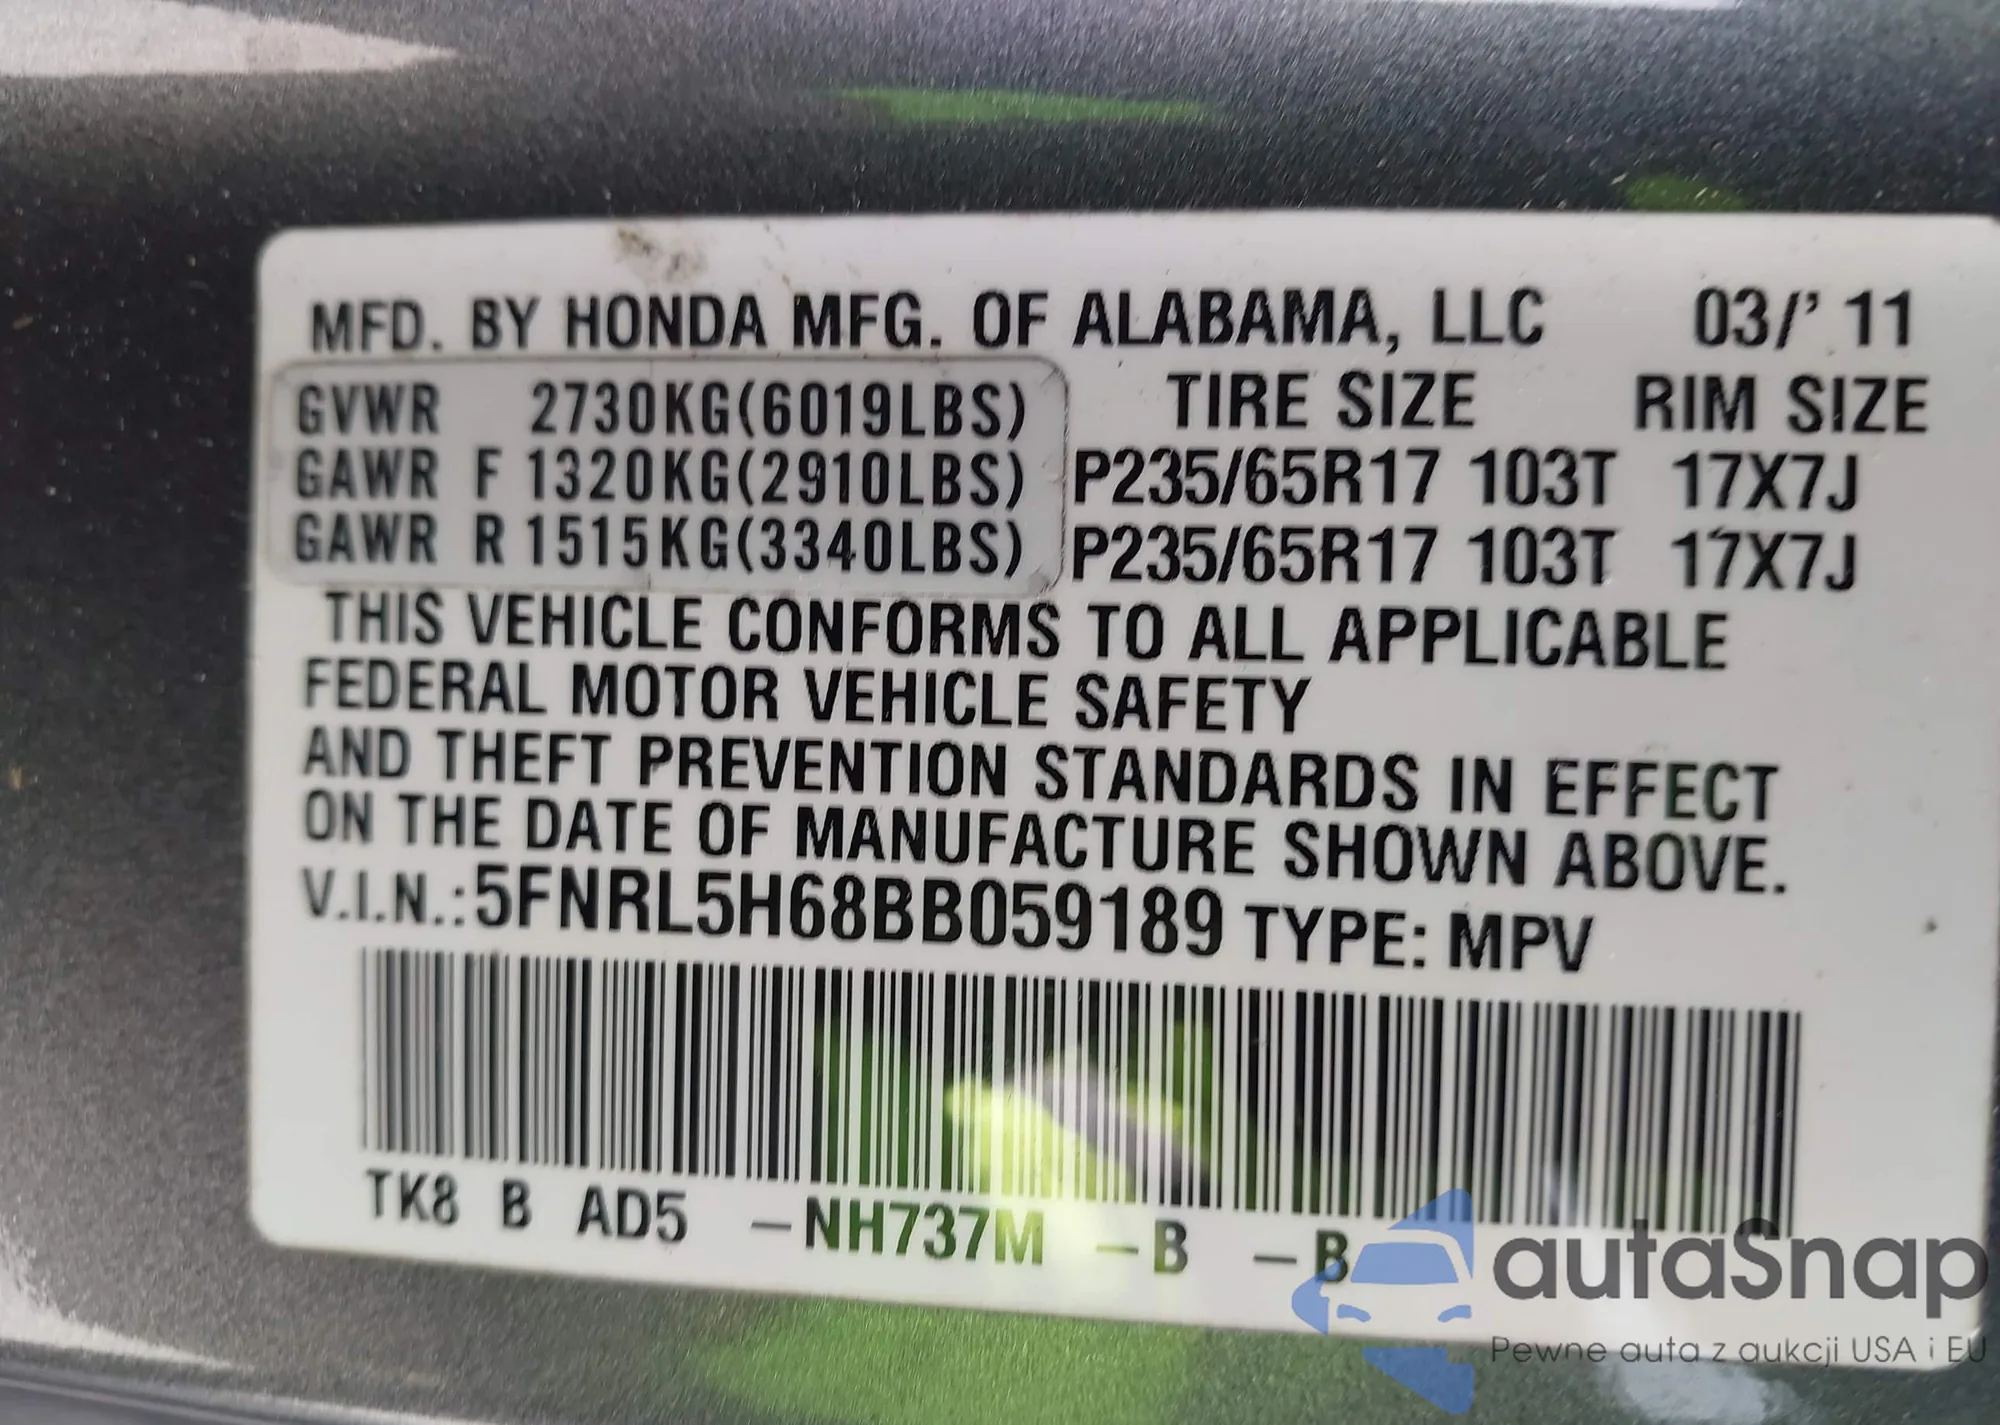 MFD. BY HONDA MFG. OF ALABAMA, LLC 03/' 11
GVWR 2730KG(6019LBS) TIRE SIZE RIM SIZE
GAWR F 1320KG(2910LBS) P235/65R17 103T 17X7J
GAWR R 1515KG(3340LBS) P235/65R17 103T 17X7J
THIS VEHICLE CONFORMS TO ALL APPLICABLE
FEDERAL MOTOR VEHICLE SAFETY
AND THEFT PREVENTION STANDARDS IN EFFECT
ON THE DATE OF MANUFACTURE SHOWN ABOVE.
V.I.N.:5FNRL5H68BB059189 TYPE: MPV
TK8 B AD5 –NH737M –B –B
autaSnap
Pewne auta z aukcji USA i EU